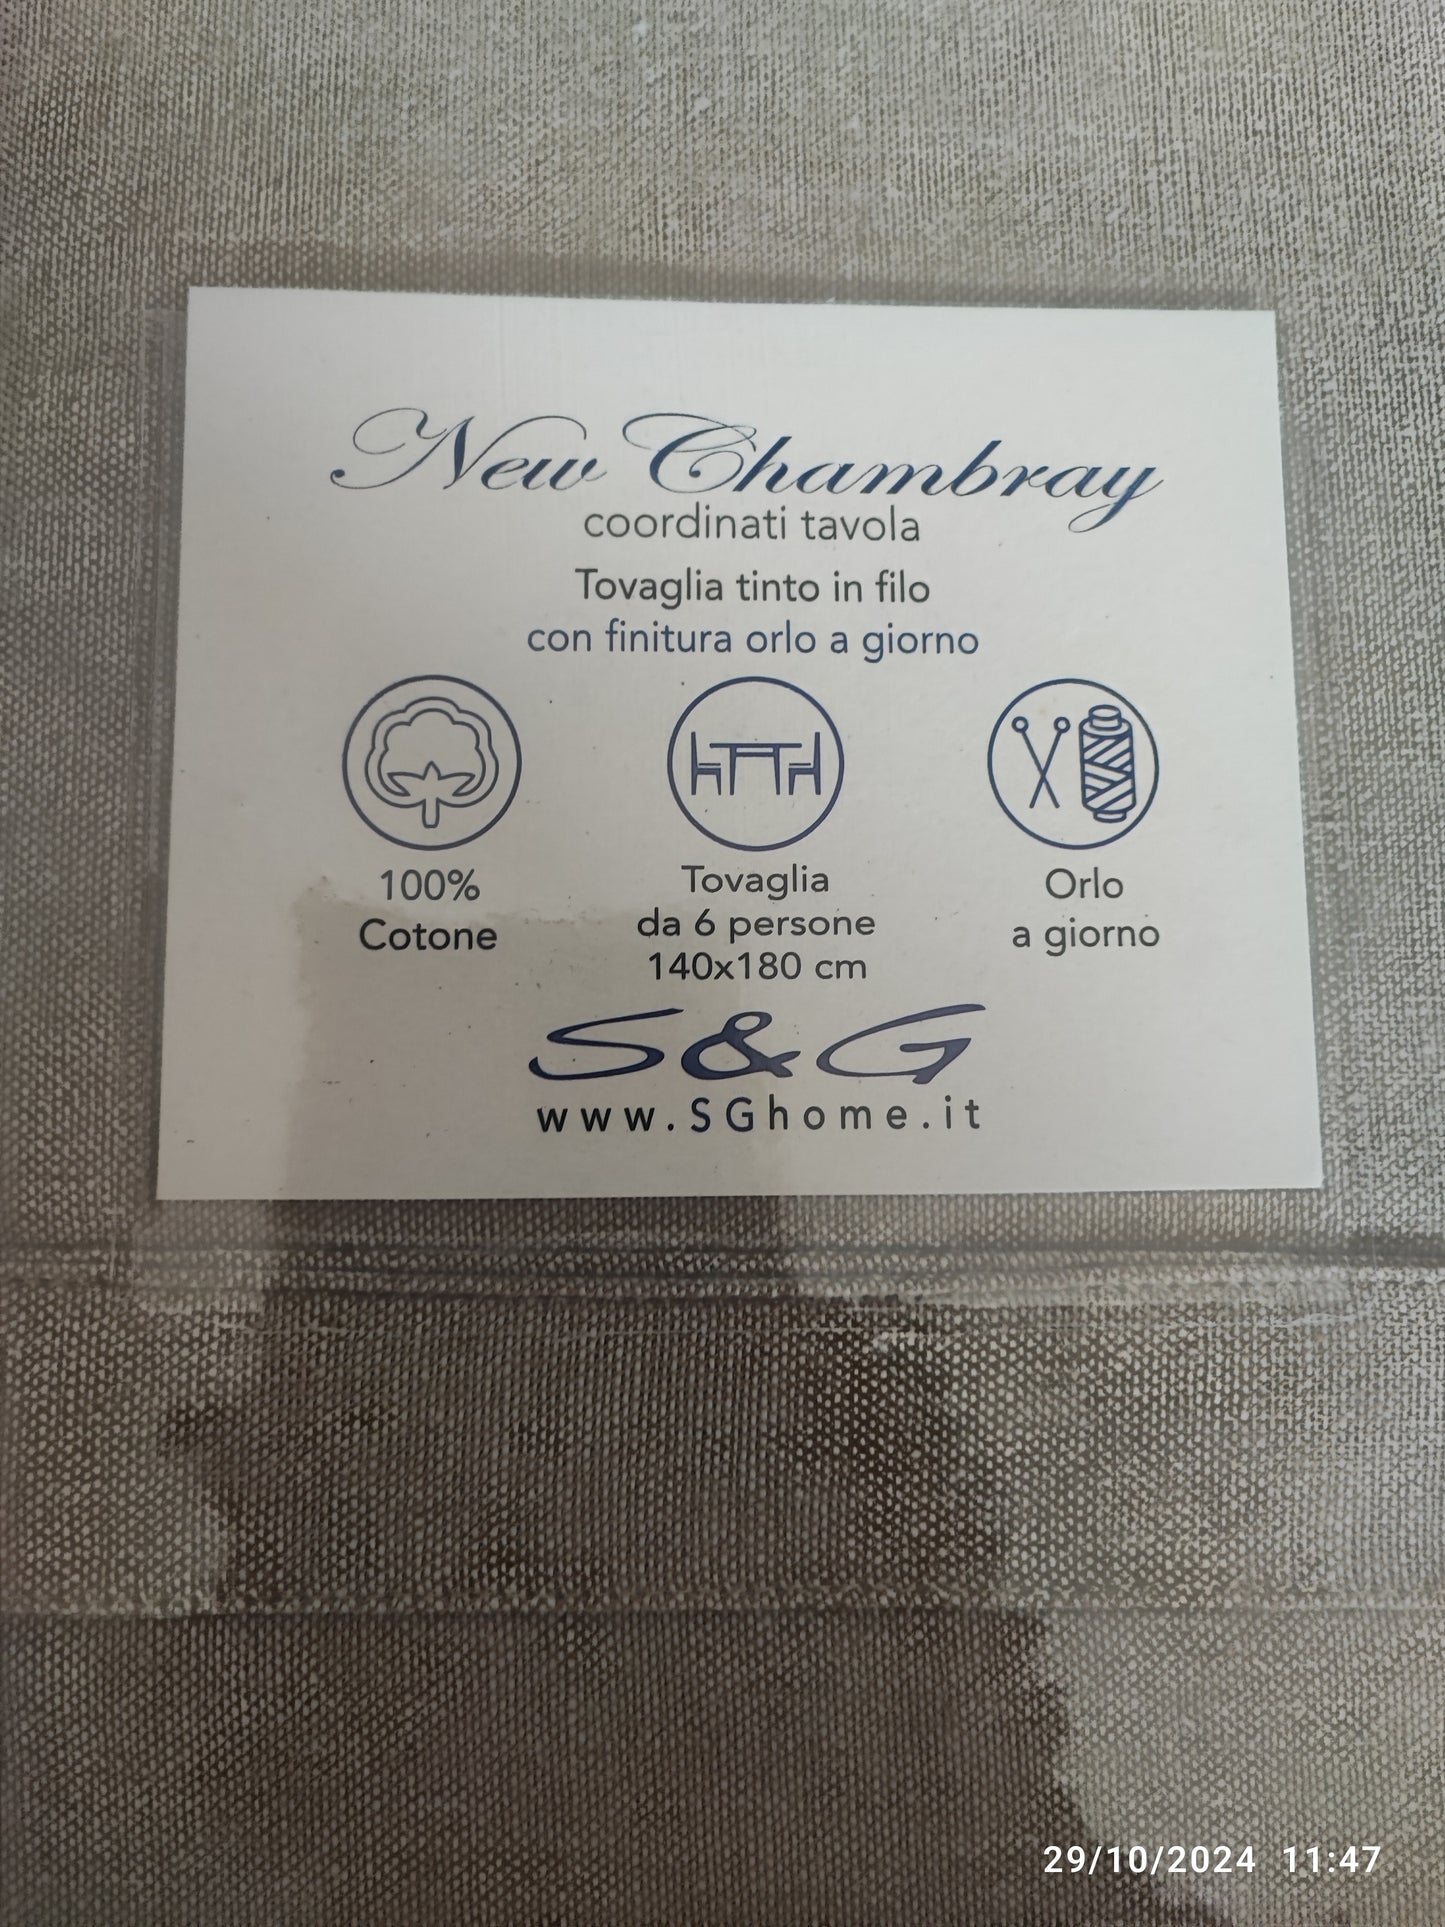 New Chambray
coordinati tavola
Tovaglia tinto in filo
con finitura orlo a giorno
100%
Cotone
Tovaglia
da 6 persone
140x180 cm
Orlo
a giorno
S&G
www.SGhome.it
29/10/2024 11:47